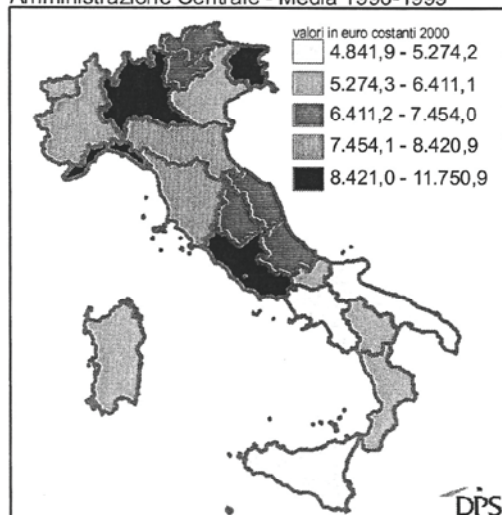 Amministrazione Centrale - Media 1996-1999
valori in euro costanti 2000
4.841,9 - 5.274,2
5.274,3 - 6.411,1
6.411,2 - 7.454,0
7.454,1 - 8.420,9
8.421,0 - 11.750,9
DPS